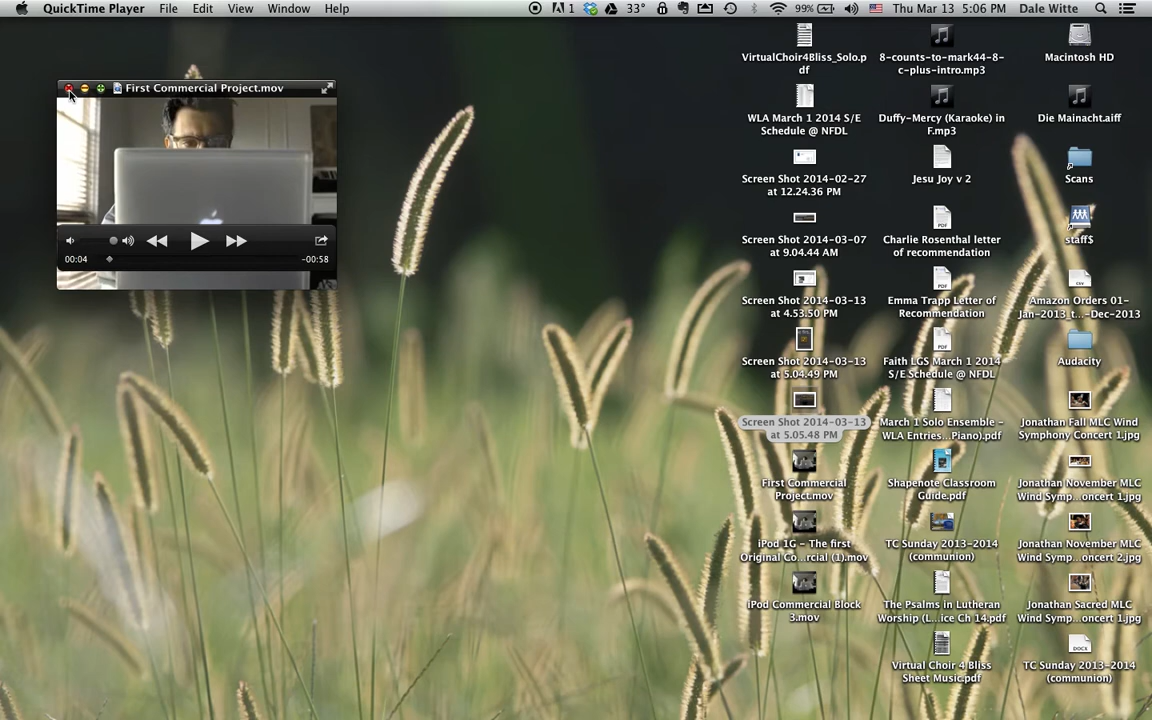 QuickTime Player File Edit View Window Help 1 33° 99% Thu Mar 13 5:06 PM Dale Witte
First Commercial Project.mov
00:04 -00:58
VirtualChoir4Bliss_Solo.p
df
WLA March 1 2014 S/E
Schedule @ NFDL
Screen Shot 2014-02-27
at 12.24.36 PM
Screen Shot 2014-03-07
at 9.04.44 AM
Screen Shot 2014-03-13
at 4.53.50 PM
Screen Shot 2014-03-13
at 5.04.49 PM
Screen Shot 2014-03-13
at 5.05.48 PM
First Commercial
Project.mov
iPod 1G - The first
Original Co...rcial (1).mov
iPod Commercial Block
3.mov
8-counts-to-mark44-8-
c-plus-intro.mp3
Duffy-Mercy (Karaoke) in
F.mp3
Jesu Joy v 2
Charlie Rosenthal letter
of recommendation
PDF
Emma Trapp Letter of
Recommendation
PDF
Faith LGS March 1 2014
S/E Schedule @ NFDL
PDF
March 1 Solo Ensemble -
WLA Entries...Piano).pdf
Shapenote Classroom
Guide.pdf
TC Sunday 2013-2014
(communion)
The Psalms in Lutheran
Worship (L...ice Ch 14.pdf
Virtual Choir 4 Bliss
Sheet Music.pdf
Macintosh HD
Die Mainacht.aiff
Scans
staff$
CSV
Amazon Orders 01-
Jan-2013_t...-Dec-2013
Audacity
Jonathan Fall MLC Wind
Symphony Concert 1.jpg
Jonathan November MLC
Wind Symp...oncert 1.jpg
Jonathan November MLC
Wind Symp...oncert 2.jpg
Jonathan Sacred MLC
Wind Symp...oncert 1.jpg
DOCX
TC Sunday 2013-2014
(communion)